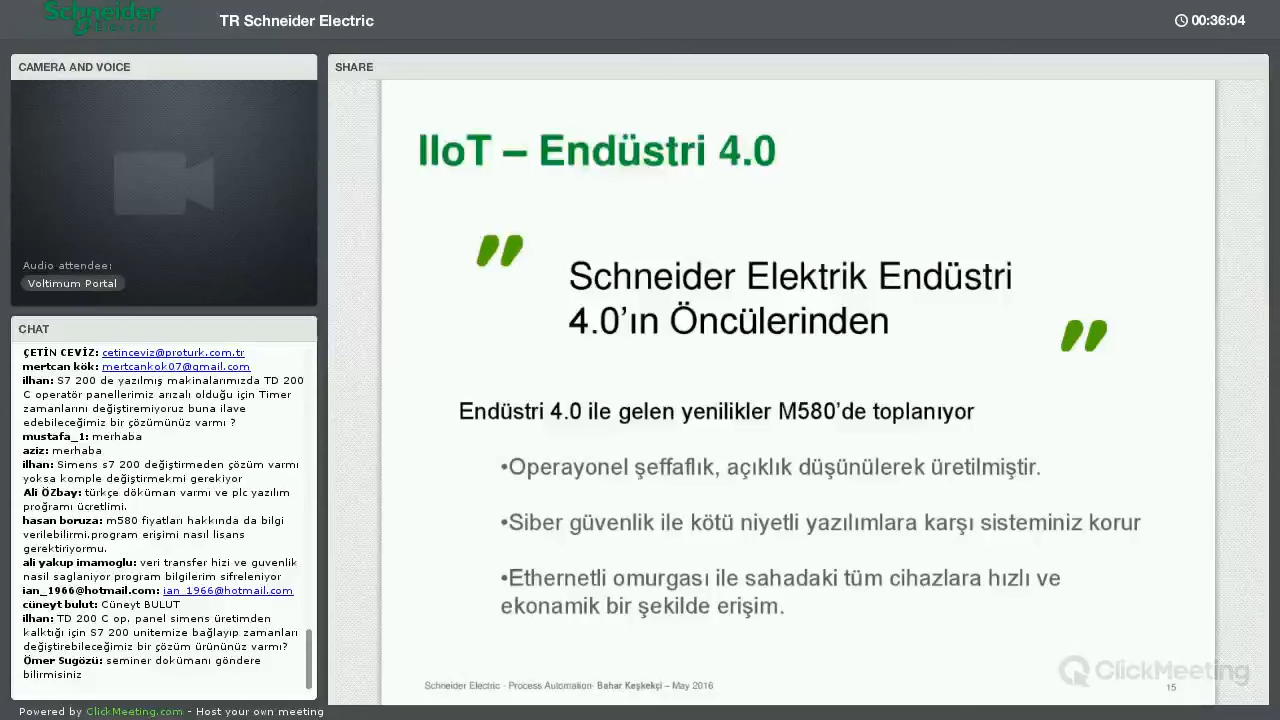 Schneider
Electric
TR Schneider Electric
00:36:04
CAMERA AND VOICE
Audio attendee:
Voltimum Portal
CHAT
ÇETİN CEVİZ: cetinceviz@proturk.com.tr
mertcan kök: mertcankok07@gmail.com
ilhan: S7 200 de yazılmış makinalarımızda TD 200
C operatör panellerimiz arızalı olduğu için Timer
zamanlarını değiştiremiyoruz buna ilave
edebileceğimiz bir çözümünüz varmı ?
mustafa_1: merhaba
aziz: merhaba
ilhan: Simens s7 200 değiştirmeden çözüm varmı
yoksa komple değiştirmekmi gerekiyor
Ali ÖZbay: türkçe döküman varmı ve plc yazılım
programı ücretlimi.
hasan boruza: m580 fiyatları hakkında da bilgi
verilebilirmi.program erişimi nasıl lisans
gerektiriyormu.
ali yakup imamoglu: veri transfer hizi ve guvenlik
nasil saglaniyor program bilgilerim sifreleniyor
ian_1966@hotmail.com: ian_1966@hotmail.com
cüneyt bulut: Cüneyt BULUT
ilhan: TD 200 C op. panel simens üretimden
kalktığı için S7 200 unitemize bağlayıp zamanları
değiştirebileceğimiz bir çözüm ürününüz varmı?
Ömer Sugözü: seminer dokümanı göndere
bilirmisiniz
Powered by ClickMeeting.com - Host your own meeting
SHARE
IIoT – Endüstri 4.0
" Schneider Elektrik Endüstri
4.0’ın Öncülerinden "
Endüstri 4.0 ile gelen yenilikler M580’de toplanıyor
•Operayonel şeffaflık, açıklık düşünülerek üretilmiştir.
•Siber güvenlik ile kötü niyetli yazılımlara karşı sisteminiz korur
•Ethernetli omurgası ile sahadaki tüm cihazlara hızlı ve
ekonomik bir şekilde erişim.
Schneider Electric - Process Automation- Bahar Keşkekçi – May 2016
15
ClickMeeting